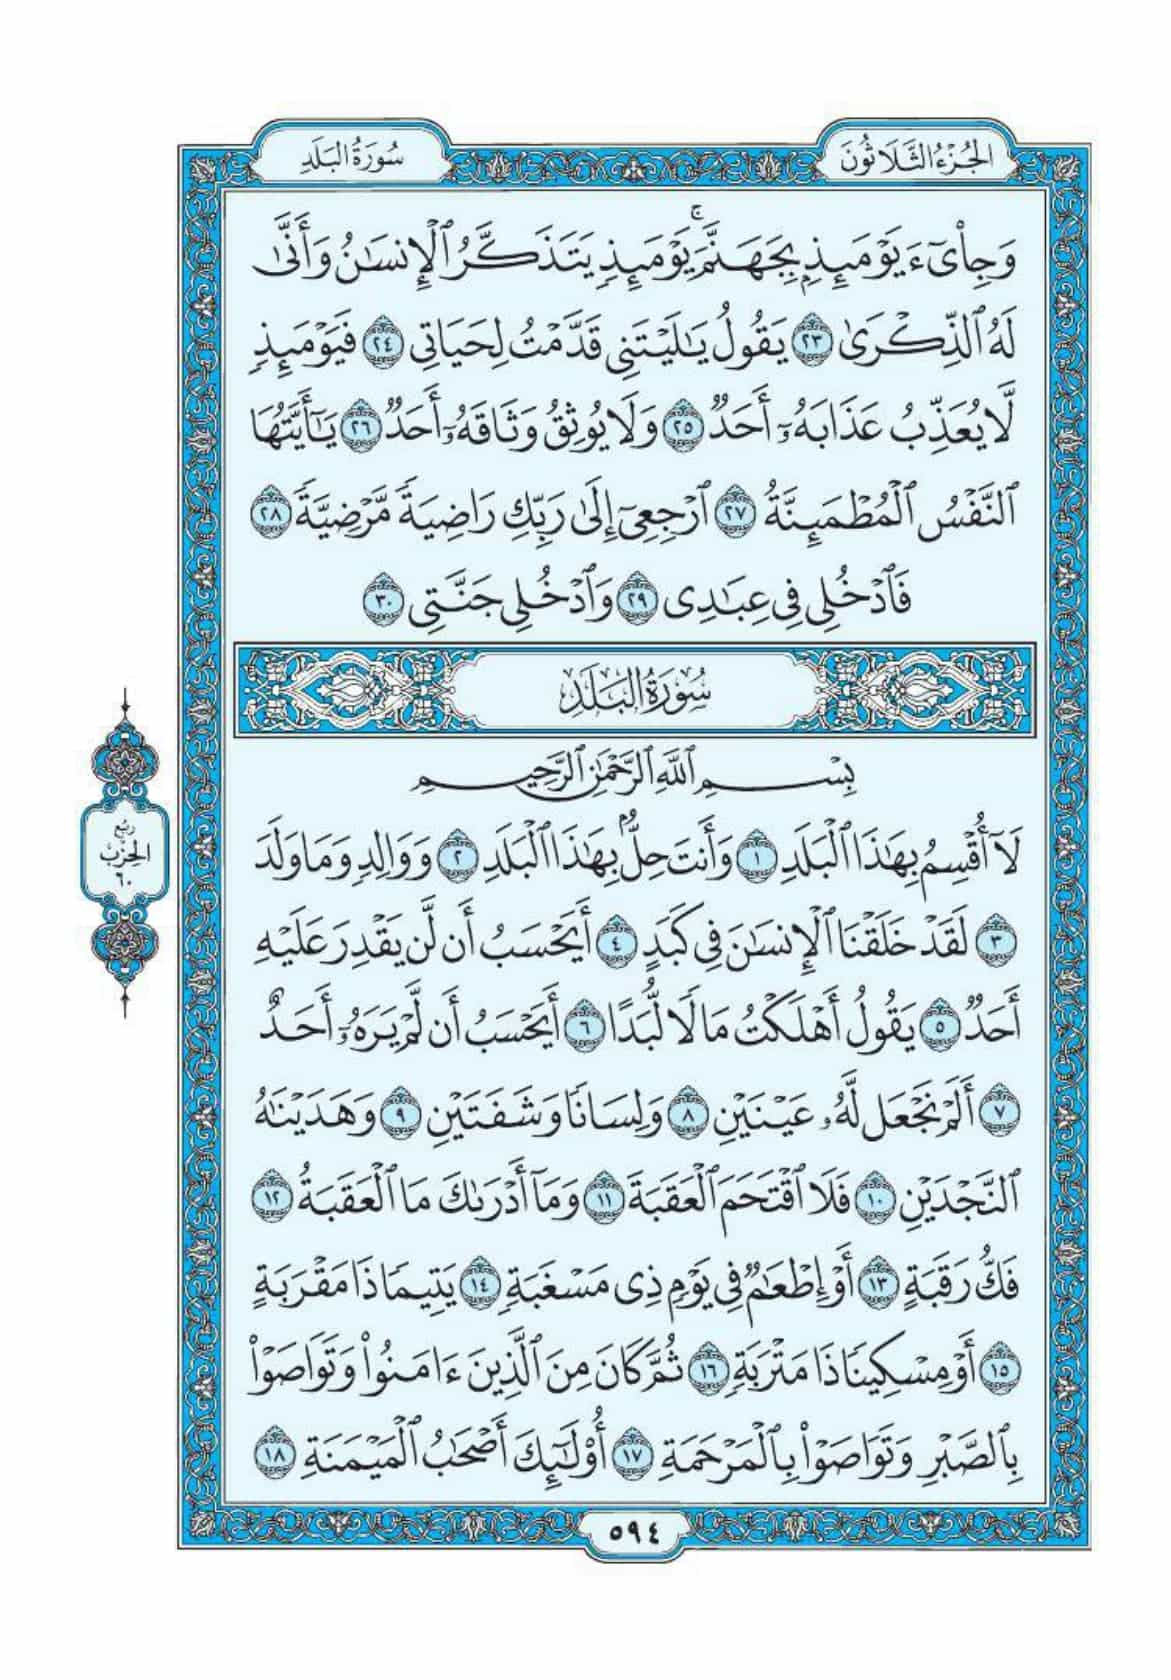 الجُزْءُ الثَّلَاثُونَ
سُورَةُ البَلَدِ
وَجِاْيٓءَ يَوْمَئِذِۭ بِجَهَنَّمَۚ يَوْمَئِذٖ يَتَذَكَّرُ ٱلْإِنسَٰنُ وَأَنَّىٰ
لَهُ ٱلذِّكْرَىٰ ٢٣ يَقُولُ يَٰلَيْتَنِي قَدَّمْتُ لِحَيَاتِي ٢٤ فَيَوْمَئِذٖ
لَّا يُعَذِّبُ عَذَابَهُۥٓ أَحَدٞ ٢٥ وَلَا يُوثِقُ وَثَاقَهُۥٓ أَحَدٞ ٢٦ يَٰٓأَيَّتُهَا
ٱلنَّفْسُ ٱلْمُطْمَئِنَّةُ ٢٧ ٱرْجِعِيٓ إِلَىٰ رَبِّكِ رَاضِيَةٗ مَّرْضِيَّةٗ ٢٨
فَٱدْخُلِي فِي عِبَٰدِي ٢٩ وَٱدْخُلِي جَنَّتِي ٣٠
سُورَةُ البَلَدِ
بِسْمِ ٱللَّهِ ٱلرَّحْمَٰنِ ٱلرَّحِيمِ
لَآ أُقْسِمُ بِهَٰذَا ٱلْبَلَدِ ١ وَأَنتَ حِلُّۢ بِهَٰذَا ٱلْبَلَدِ ٢ وَوَالِدٖ وَمَا وَلَدَ
٣ لَقَدْ خَلَقْنَا ٱلْإِنسَٰنَ فِي كَبَدٍ ٤ أَيَحْسَبُ أَن لَّن يَقْدِرَ عَلَيْهِ
أَحَدٞ ٥ يَقُولُ أَهْلَكْتُ مَالٗا لُّبَدًا ٦ أَيَحْسَبُ أَن لَّمْ يَرَهُۥٓ أَحَدٌ
٧ أَلَمْ نَجْعَل لَّهُۥ عَيْنَيْنِ ٨ وَلِسَانٗا وَشَفَتَيْنِ ٩ وَهَدَيْنَٰهُ
ٱلنَّجْدَيْنِ ١٠ فَلَا ٱقْتَحَمَ ٱلْعَقَبَةَ ١١ وَمَآ أَدْرَىٰكَ مَا ٱلْعَقَبَةُ ١٢
فَكُّ رَقَبَةٍ ١٣ أَوْ إِطْعَٰمٞ فِي يَوْمٖ ذِي مَسْغَبَةٖ ١٤ يَتِيمٗا ذَا مَقْرَبَةٍ
١٥ أَوْ مِسْكِينٗا ذَا مَتْرَبَةٖ ١٦ ثُمَّ كَانَ مِنَ ٱلَّذِينَ ءَامَنُواْ وَتَوَاصَوْاْ
بِٱلصَّبْرِ وَتَوَاصَوْاْ بِٱلْمَرْحَمَةِ ١٧ أُوْلَٰٓئِكَ أَصْحَٰبُ ٱلْمَيْمَنَةِ ١٨
رُبْع
الحِزْبِ
٦٠
٥٩٤